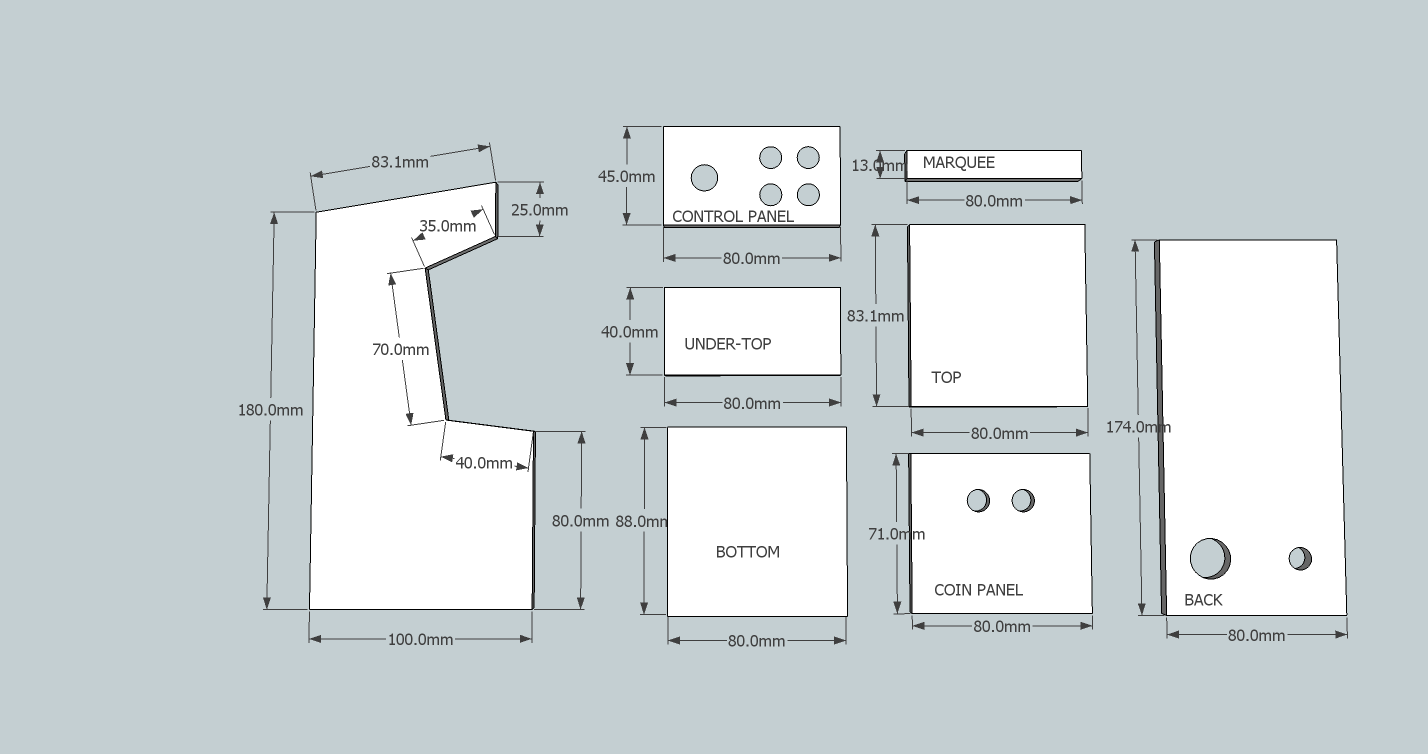 83.1mm
25.0mm
35.0mm
70.0mm
180.0mm
40.0mm
80.0mm
100.0mm
45.0mm
CONTROL PANEL
80.0mm
40.0mm
UNDER-TOP
80.0mm
88.0mm
BOTTOM
80.0mm
13.0mm
MARQUEE
80.0mm
83.1mm
TOP
80.0mm
71.0mm
COIN PANEL
80.0mm
174.0mm
BACK
80.0mm